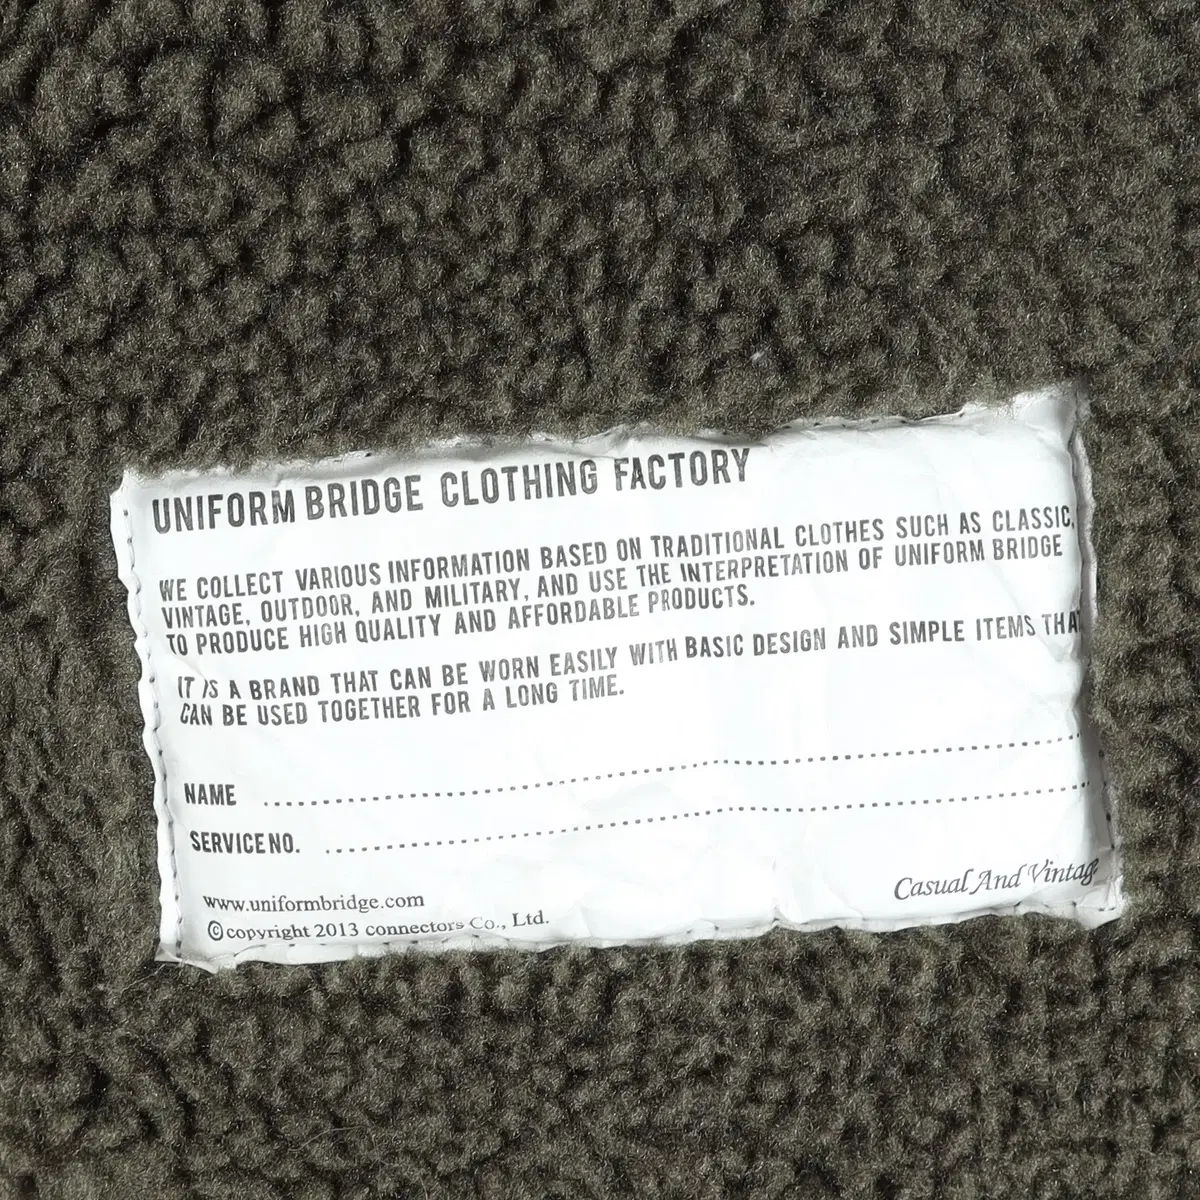 UNIFORM BRIDGE CLOTHING FACTORY
WE COLLECT VARIOUS INFORMATION BASED ON TRADITIONAL CLOTHES SUCH AS CLASSIC,
VINTAGE, OUTDOOR, AND MILITARY, AND USE THE INTERPRETATION OF UNIFORM BRIDGE
TO PRODUCE HIGH QUALITY AND AFFORDABLE PRODUCTS.
IT IS A BRAND THAT CAN BE WORN EASILY WITH BASIC DESIGN AND SIMPLE ITEMS THAT
CAN BE USED TOGETHER FOR A LONG TIME.
NAME
SERVICE NO.
www.uniformbridge.com
©copyright 2013 connectors Co., Ltd.
Casual And Vintage